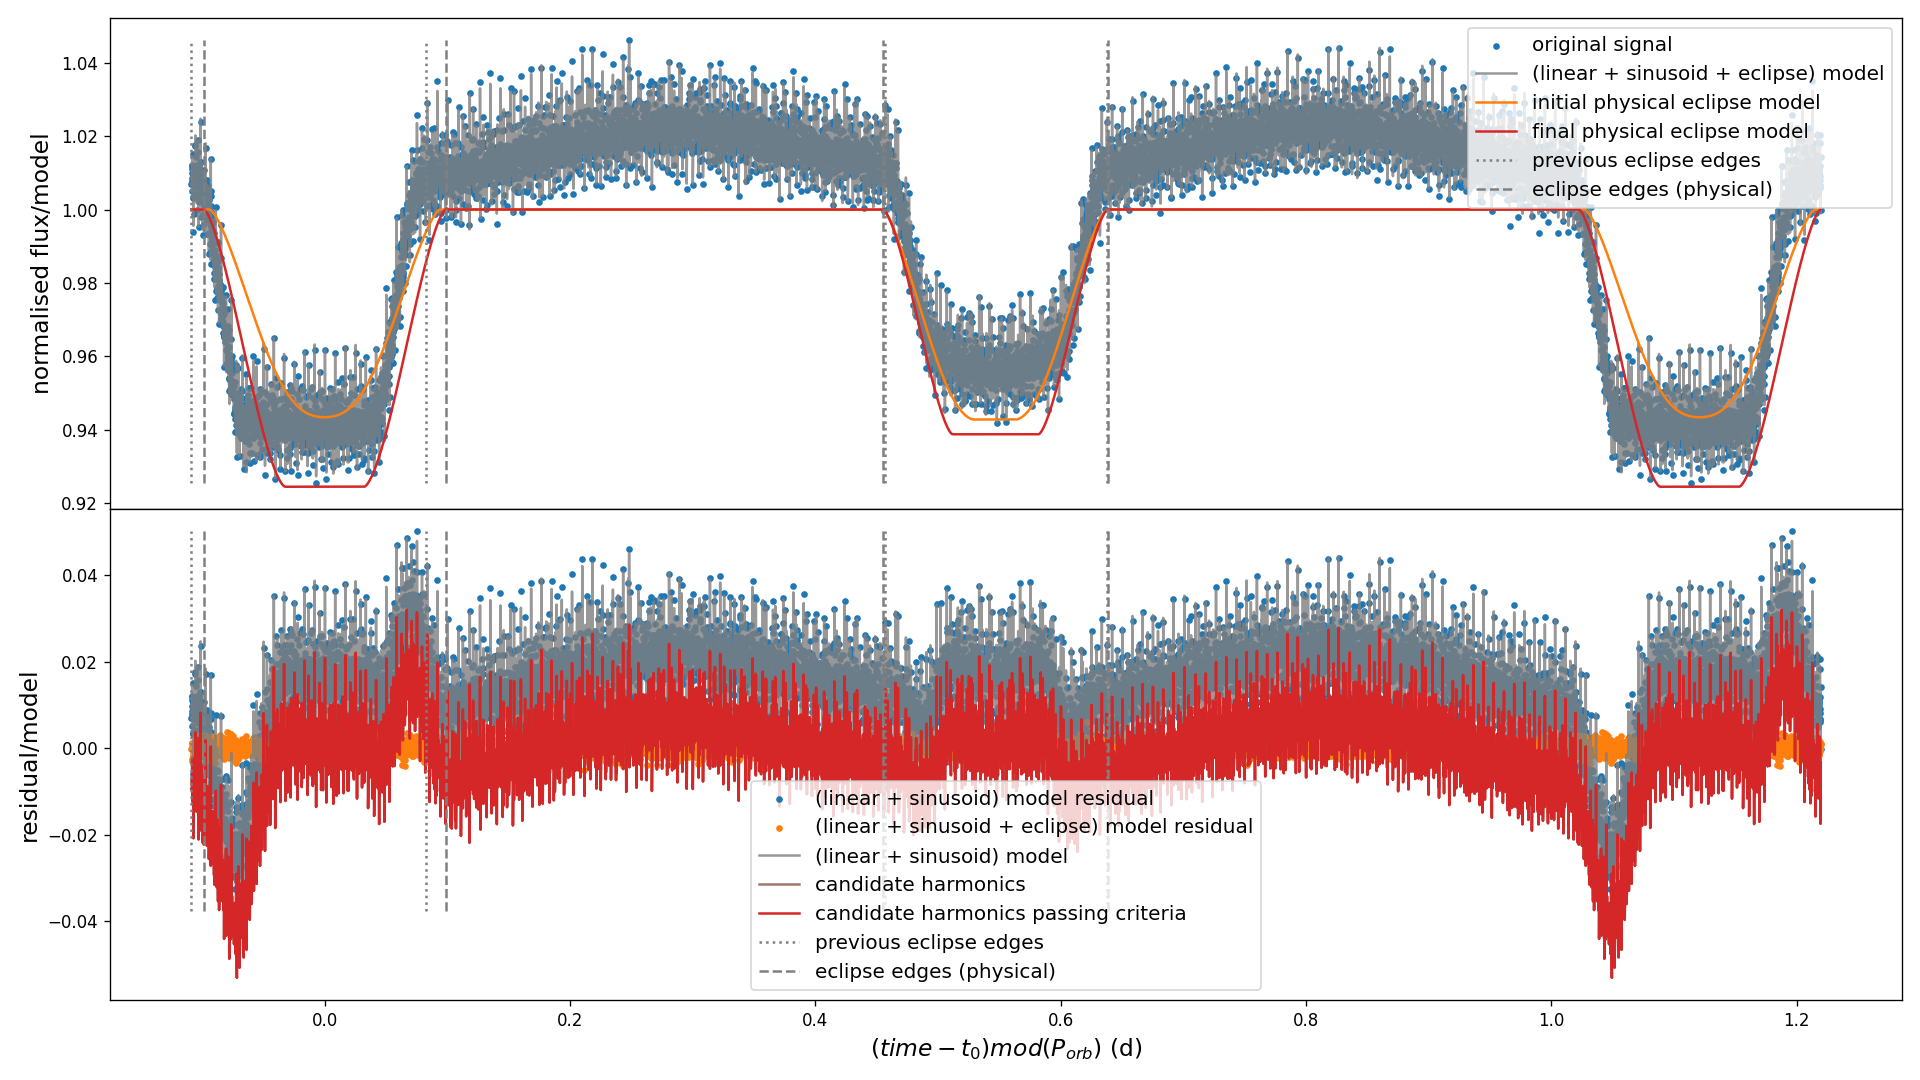 original signal
(linear + sinusoid + eclipse) model
initial physical eclipse model
final physical eclipse model
previous eclipse edges
eclipse edges (physical)
normalised flux/model
1.04
1.02
1.00
0.98
0.96
0.94
0.92
residual/model
0.04
0.02
0.00
−0.02
−0.04
(linear + sinusoid) model residual
(linear + sinusoid + eclipse) model residual
(linear + sinusoid) model
candidate harmonics
candidate harmonics passing criteria
previous eclipse edges
eclipse edges (physical)
0.0 0.2 0.4 0.6 0.8 1.0 1.2
(time − t₀)mod(P_orb) (d)